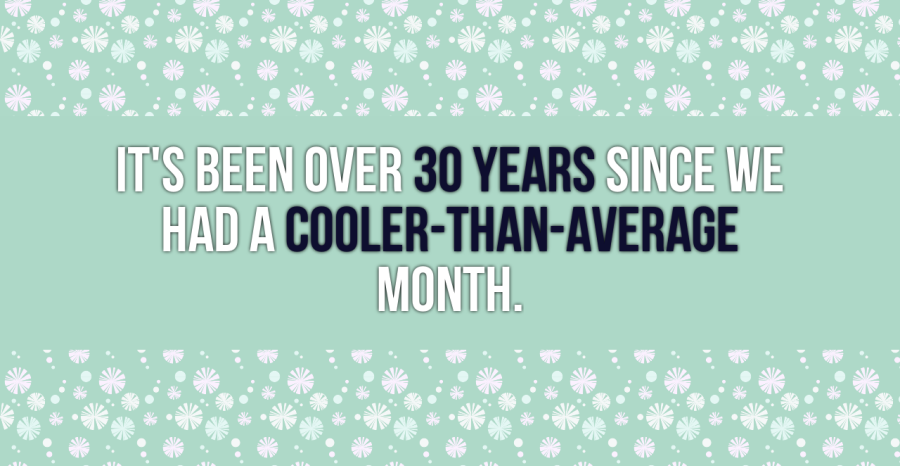 IT'S BEEN OVER 30 YEARS SINCE WE
HAD A COOLER-THAN-AVERAGE
MONTH.